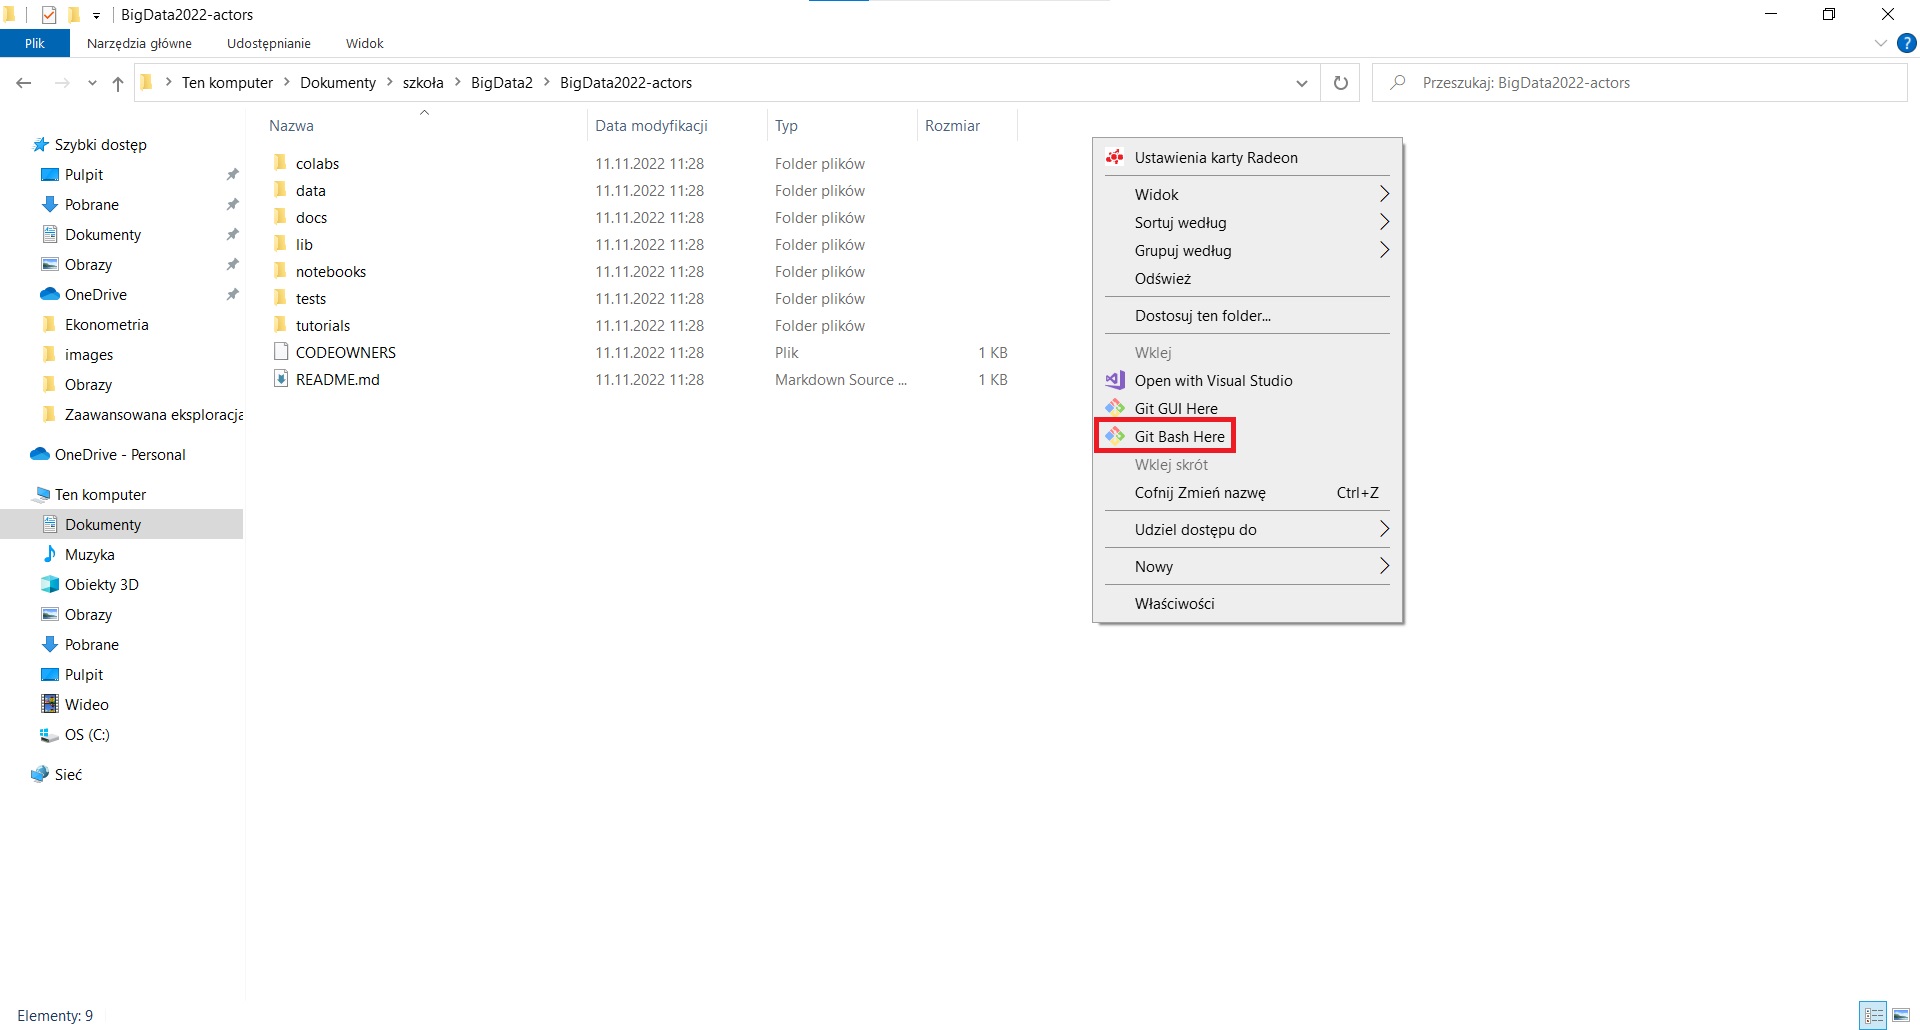 BigData2022-actors
Plik Narzędzia główne Udostępnianie Widok
Ten komputer Dokumenty szkoła BigData2 BigData2022-actors
Przeszukaj: BigData2022-actors
Szybki dostęp
Pulpit
Pobrane
Dokumenty
Obrazy
OneDrive
Ekonometria
images
Obrazy
Zaawansowana eksploracja
OneDrive - Personal
Ten komputer
Dokumenty
Muzyka
Obiekty 3D
Obrazy
Pobrane
Pulpit
Wideo
OS (C:)
Sieć
Nazwa Data modyfikacji Typ Rozmiar
colabs 11.11.2022 11:28 Folder plików
data 11.11.2022 11:28 Folder plików
docs 11.11.2022 11:28 Folder plików
lib 11.11.2022 11:28 Folder plików
notebooks 11.11.2022 11:28 Folder plików
tests 11.11.2022 11:28 Folder plików
tutorials 11.11.2022 11:28 Folder plików
CODEOWNERS 11.11.2022 11:28 Plik 1 KB
README.md 11.11.2022 11:28 Markdown Source ... 1 KB
Ustawienia karty Radeon
Widok
Sortuj według
Grupuj według
Odśwież
Dostosuj ten folder...
Wklej
Open with Visual Studio
Git GUI Here
Git Bash Here
Wklej skrót
Cofnij Zmień nazwę Ctrl+Z
Udziel dostępu do
Nowy
Właściwości
Elementy: 9